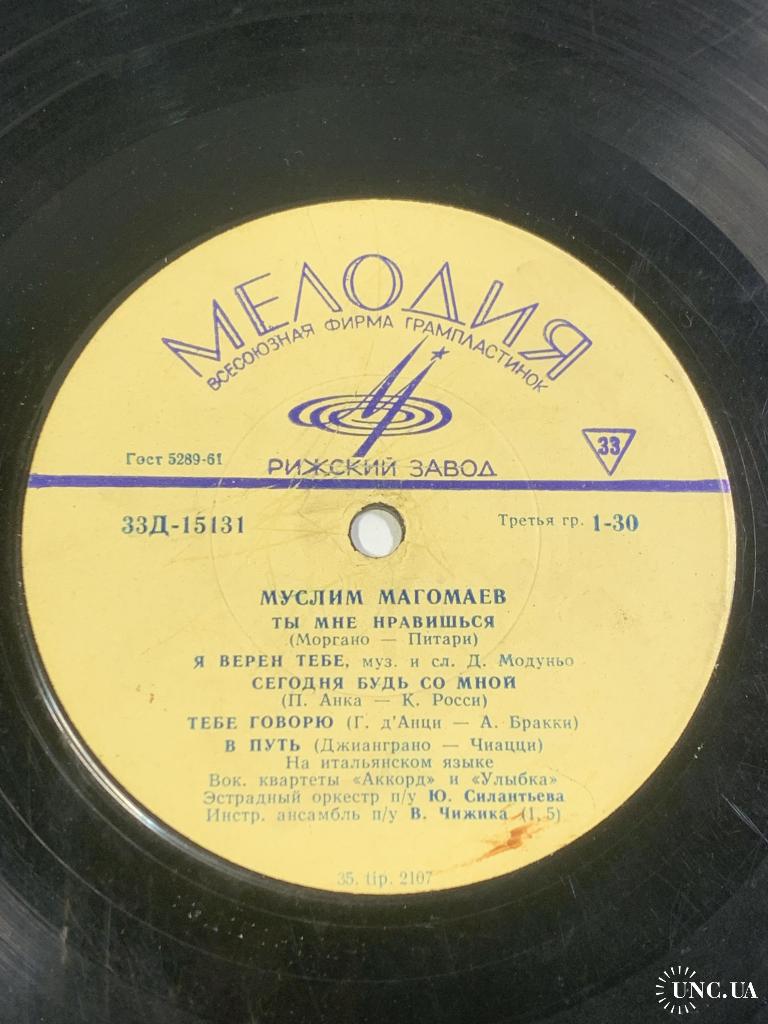 МЕЛОДИЯ
ВСЕСОЮЗНАЯ ФИРМА ГРАМПЛАСТИНОК
Гост 5289-61
33
РИЖСКИЙ ЗАВОД
33Д-15131
Третья гр. 1-30
МУСЛИМ МАГОМАЕВ
ТЫ МНЕ НРАВИШЬСЯ
(Моргано — Питари)
Я ВЕРЕН ТЕБЕ, муз. и сл. Д. Модуньо
СЕГОДНЯ БУДЬ СО МНОЙ
(П. Анка — К. Росси)
ТЕБЕ ГОВОРЮ (Г. д'Анци — А. Бракки)
В ПУТЬ (Джианграно — Чиацци)
На итальянском языке
Вок. квартеты «Аккорд» и «Улыбка»
Эстрадный оркестр п/у Ю. Силантьева
Инстр. ансамбль п/у В. Чижика (1, 5)
35. tip. 2107
UNC.UA